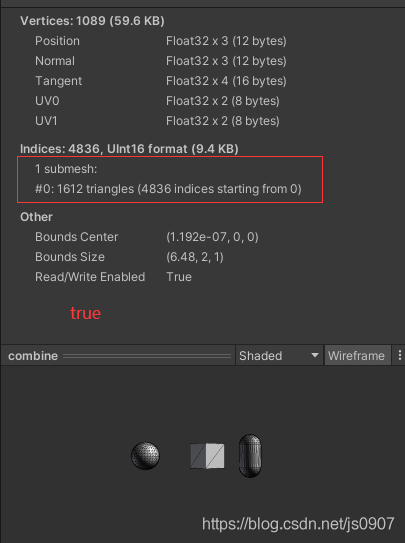 Vertices: 1089 (59.6 KB)
Position Float32 x 3 (12 bytes)
Normal Float32 x 3 (12 bytes)
Tangent Float32 x 4 (16 bytes)
UV0 Float32 x 2 (8 bytes)
UV1 Float32 x 2 (8 bytes)
Indices: 4836, UInt16 format (9.4 KB)
1 submesh:
#0: 1612 triangles (4836 indices starting from 0)
Other
Bounds Center (1.192e-07, 0, 0)
Bounds Size (6.48, 2, 1)
Read/Write Enabled True
true
combine Shaded Wireframe
https://blog.csdn.net/js0907